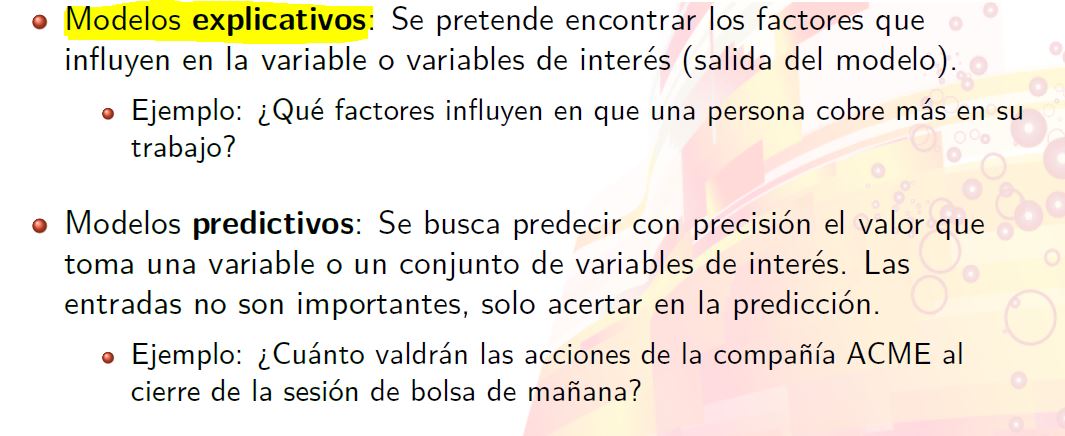 Modelos explicativos: Se pretende encontrar los factores que
influyen en la variable o variables de interés (salida del modelo).
Ejemplo: ¿Qué factores influyen en que una persona cobre más en su
trabajo?
Modelos predictivos: Se busca predecir con precisión el valor que
toma una variable o un conjunto de variables de interés. Las
entradas no son importantes, solo acertar en la predicción.
Ejemplo: ¿Cuánto valdrán las acciones de la compañía ACME al
cierre de la sesión de bolsa de mañana?